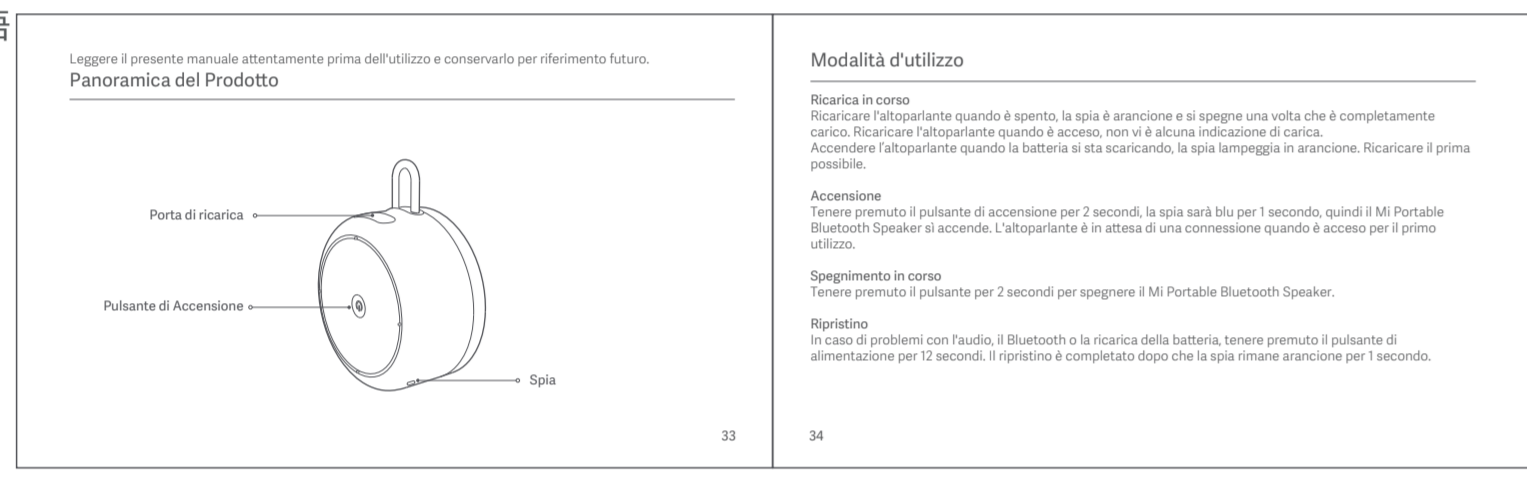 語
Leggere il presente manuale attentamente prima dell'utilizzo e conservarlo per riferimento futuro.
Panoramica del Prodotto
Porta di ricarica
Pulsante di Accensione
Spia
33
Modalità d'utilizzo
Ricarica in corso
Ricaricare l'altoparlante quando è spento, la spia è arancione e si spegne una volta che è completamente
carico. Ricaricare l'altoparlante quando è acceso, non vi è alcuna indicazione di carica.
Accendere l'altoparlante quando la batteria si sta scaricando, la spia lampeggia in arancione. Ricaricare il prima
possibile.
Accensione
Tenere premuto il pulsante di accensione per 2 secondi, la spia sarà blu per 1 secondo, quindi il Mi Portable
Bluetooth Speaker sì accende. L'altoparlante è in attesa di una connessione quando è acceso per il primo
utilizzo.
Spegnimento in corso
Tenere premuto il pulsante per 2 secondi per spegnere il Mi Portable Bluetooth Speaker.
Ripristino
In caso di problemi con l'audio, il Bluetooth o la ricarica della batteria, tenere premuto il pulsante di
alimentazione per 12 secondi. Il ripristino è completato dopo che la spia rimane arancione per 1 secondo.
34